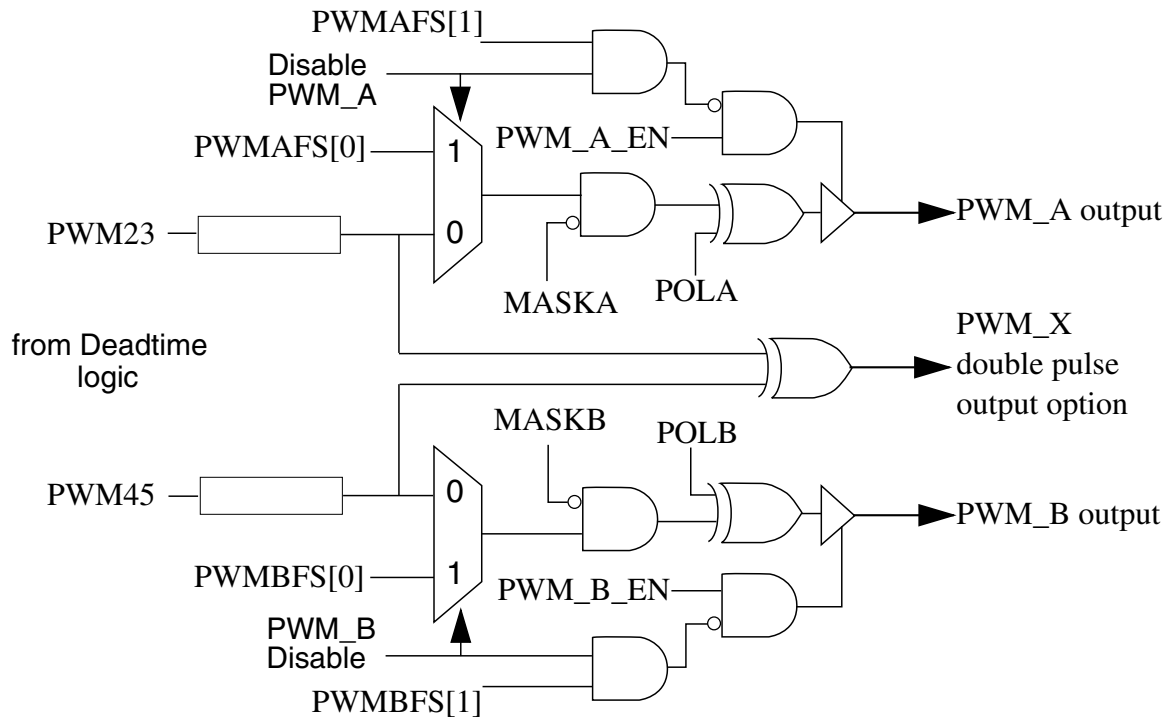 PWMAFS[1]
Disable
PWM_A
PWMAFS[0]
1
PWM_A_EN
PWM23
0
PWM_A output
MASKA
POLA
from Deadtime
logic
PWM_X
double pulse
output option
MASKB
POLB
PWM45
0
PWM_B output
PWMBFS[0]
1
PWM_B_EN
PWM_B
Disable
PWMBFS[1]